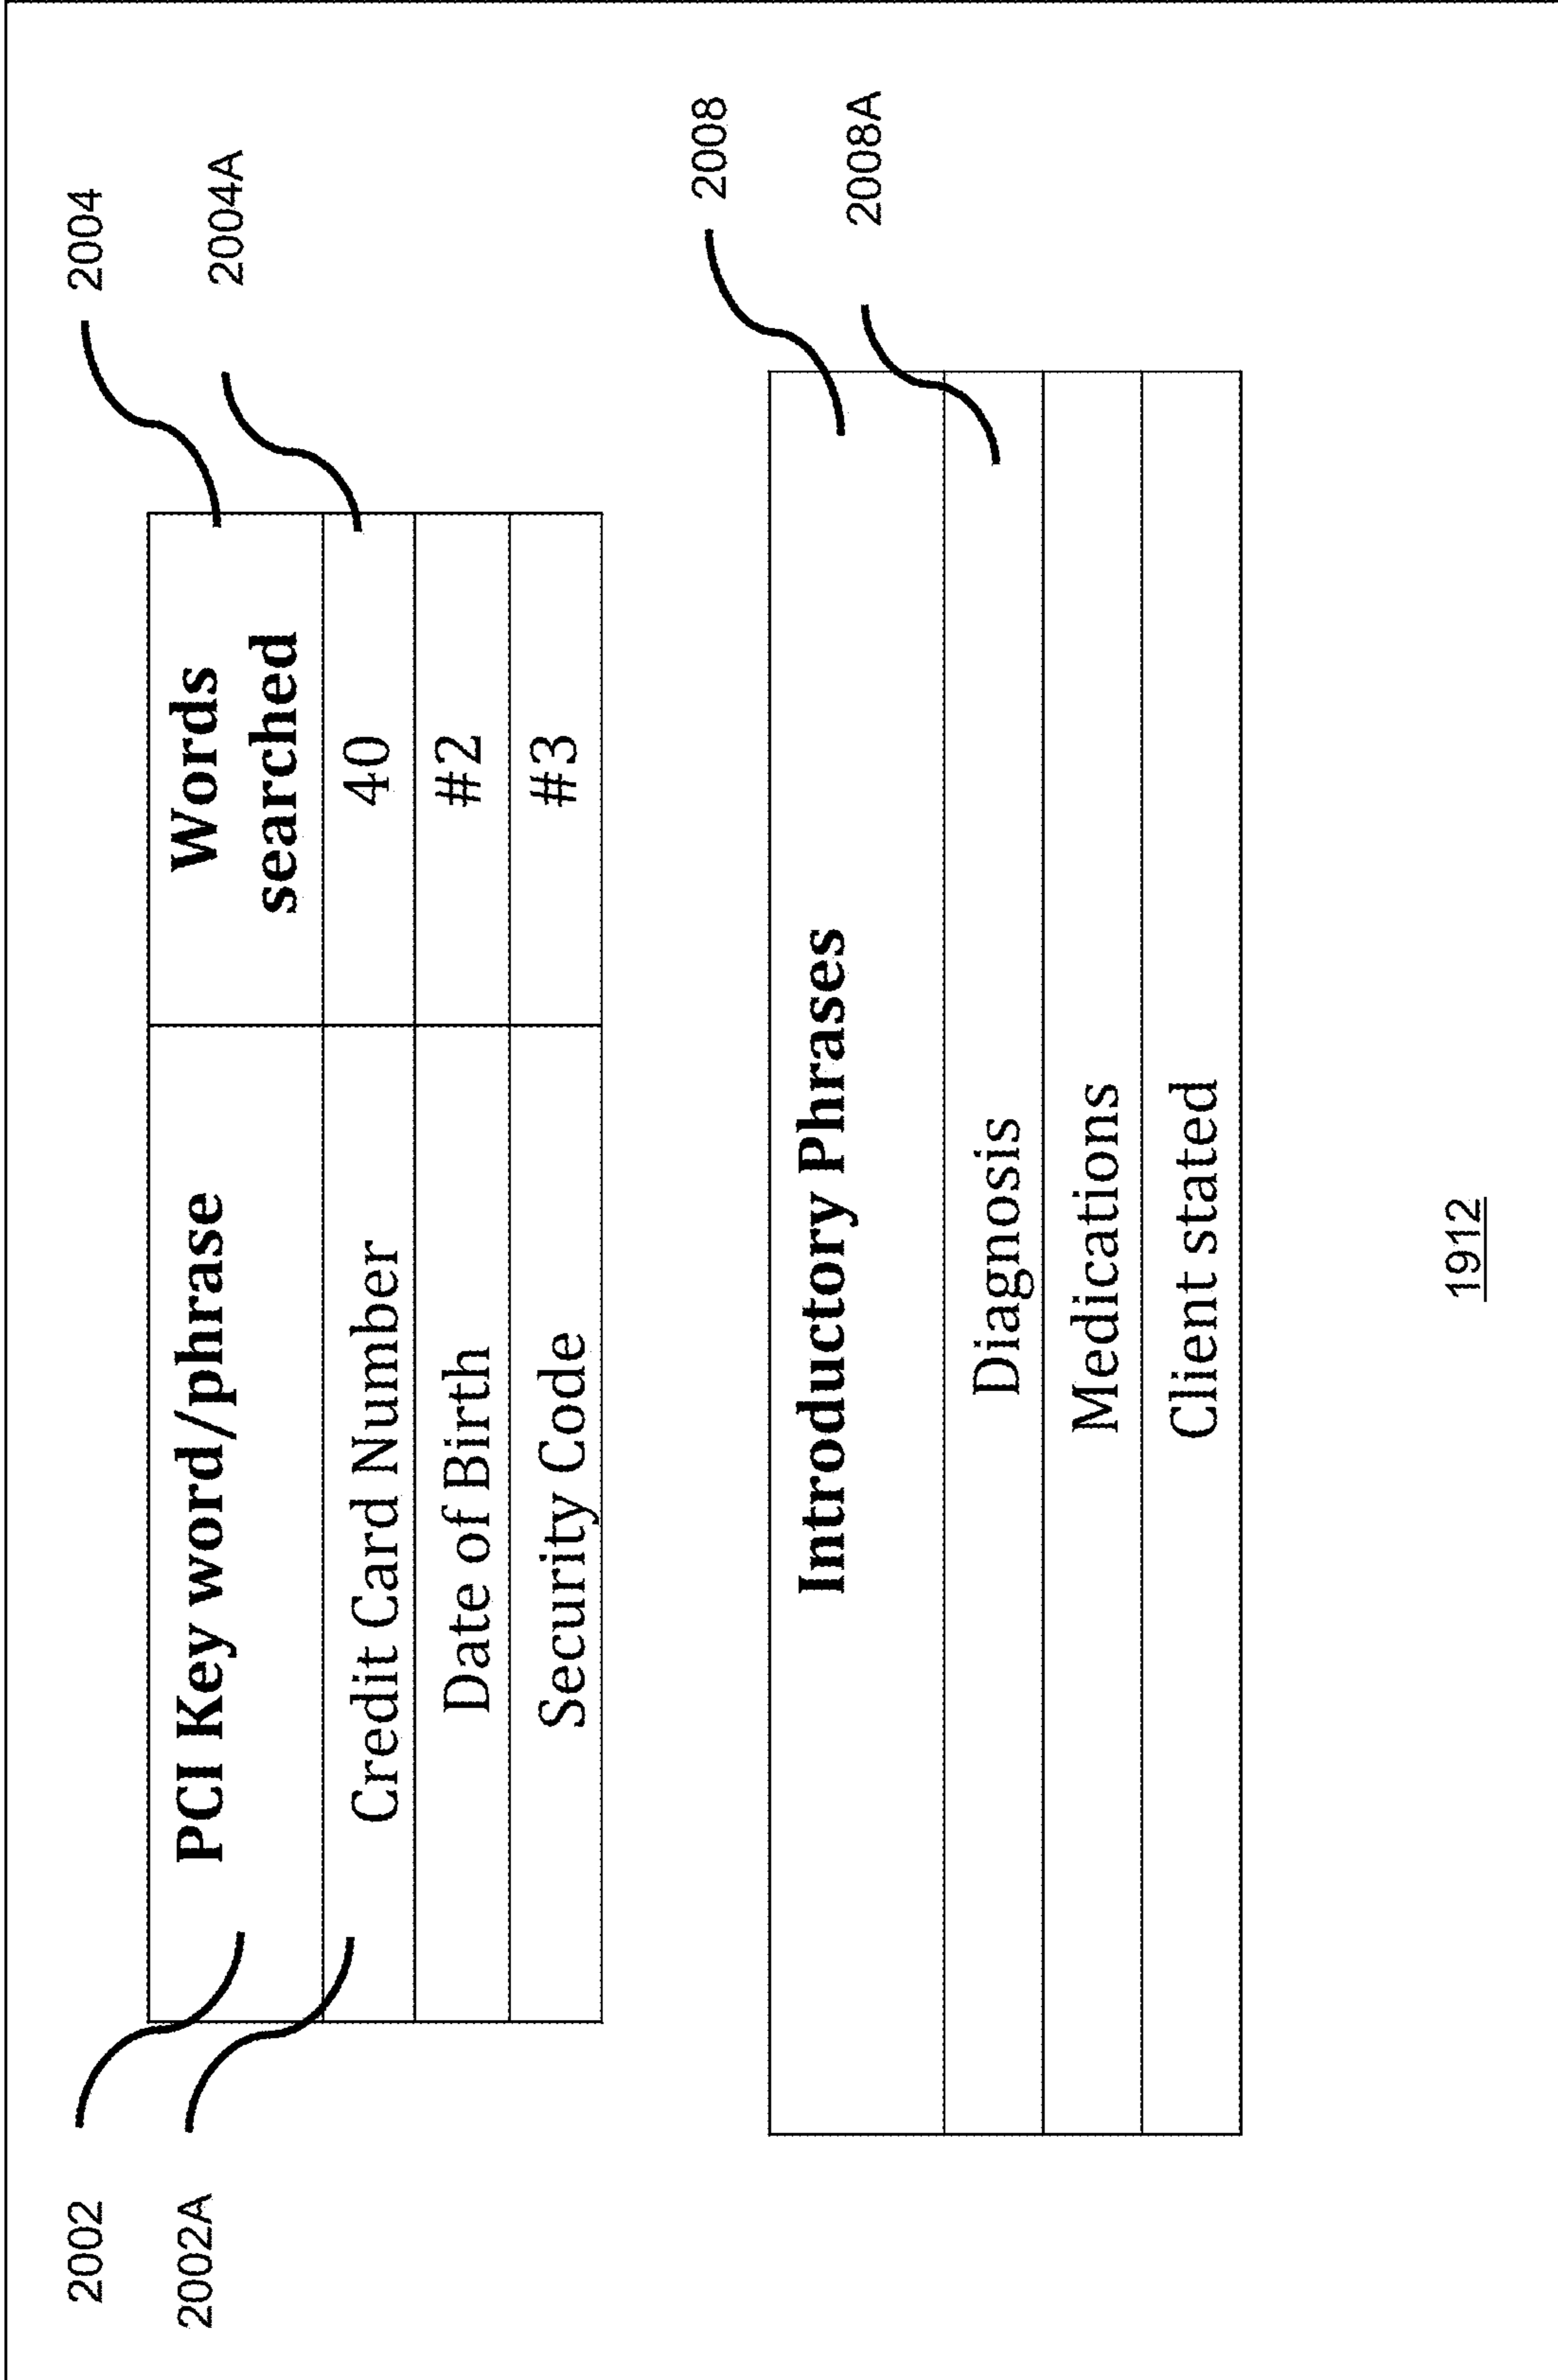 2002
2004
2002A
2004A
PCI Key word/phrase
Words
searched
Credit Card Number
40
Date of Birth
#2
Security Code
#3
2008
2008A
Introductory Phrases
Diagnosis
Medications
Client stated
1912